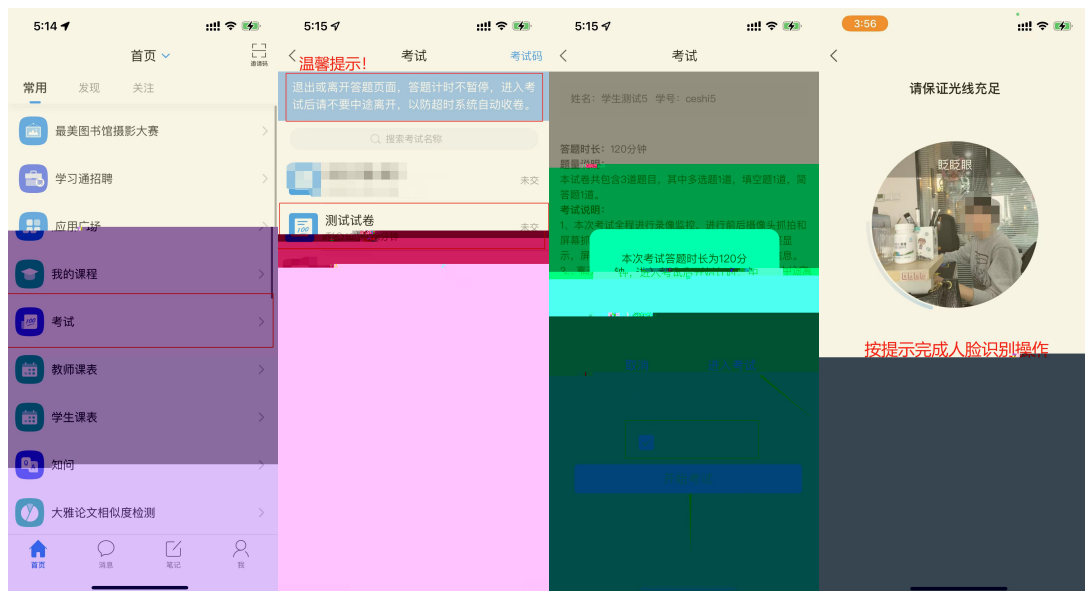 5:14
首页
邀请码
常用 发现 关注
最美图书馆摄影大赛
学习通招聘
应用广场
我的课程
考试
教师课表
学生课表
知问
大雅论文相似度检测
首页 消息 笔记 我
5:15
考试
考试码
温馨提示!
退出或离开答题页面，答题计时不暂停，进入考
试后请不要中途离开，以防超时系统自动收卷。
搜索考试名称
未交
测试试卷
未交
5:15
考试
姓名：学生测试5 学号：ceshi5
答题时长：120分钟
题量说明：
本试卷共包含3道题目，其中多选题1道，填空题1道，简
答题1道。
考试说明：
1、本次考试全程进行录像监控，进行前后摄像头抓拍和
屏幕抓
本次考试答题时长为120分
3:56
请保证光线充足
眨眨眼
按提示完成人脸识别操作